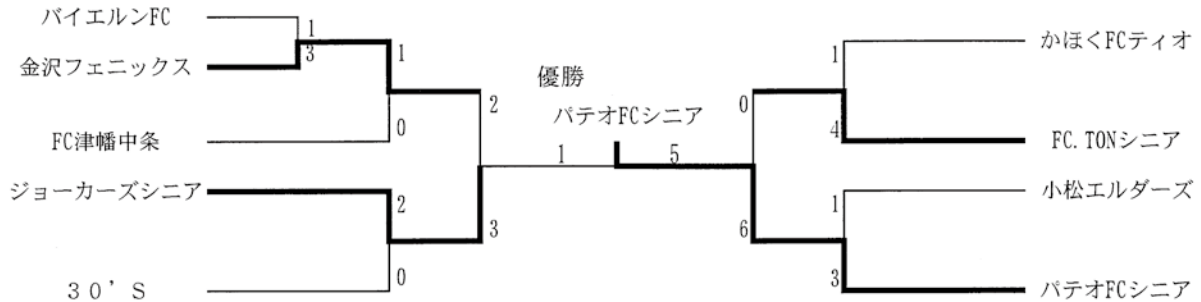 バイエルンFC
1
3
金沢フェニックス
1
0
FC津幡中条
ジョーカーズシニア
2
0
30'S
2
3
優勝
パテオFCシニア
1
5
0
6
1
4
かほくFCティオ
FC.TONシニア
1
3
小松エルダーズ
パテオFCシニア